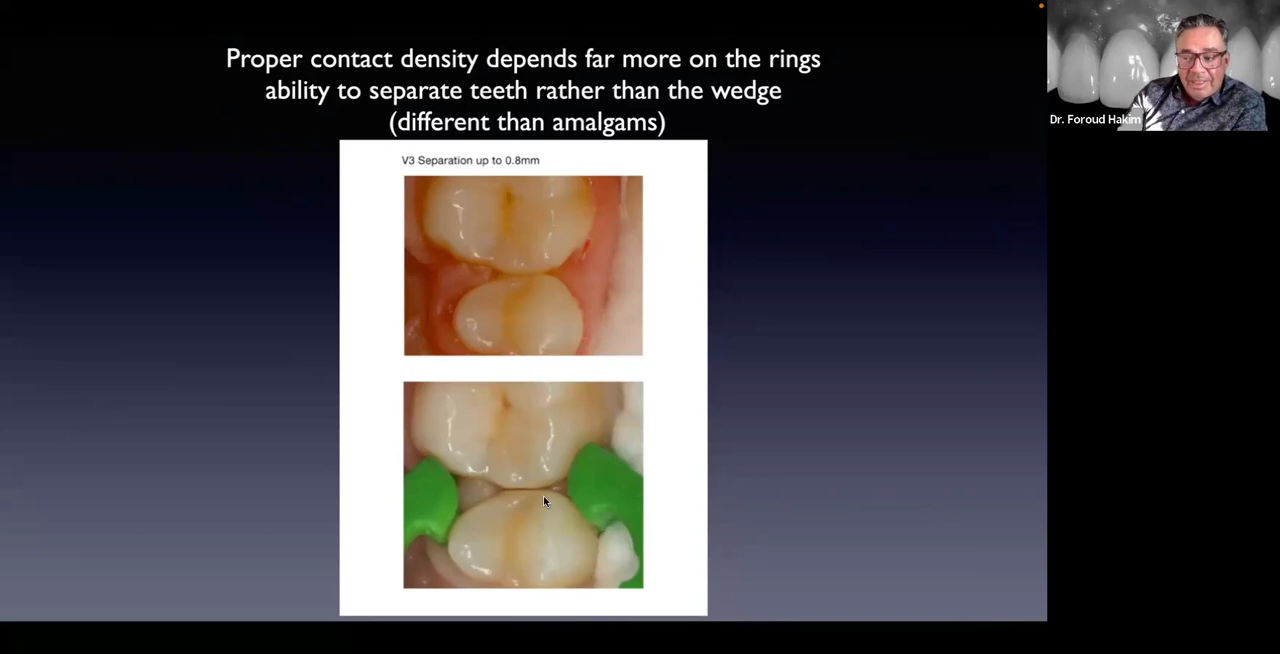 Proper contact density depends far more on the rings
ability to separate teeth rather than the wedge
(different than amalgams)
V3 Separation up to 0.8mm
Dr. Foroud Hakim